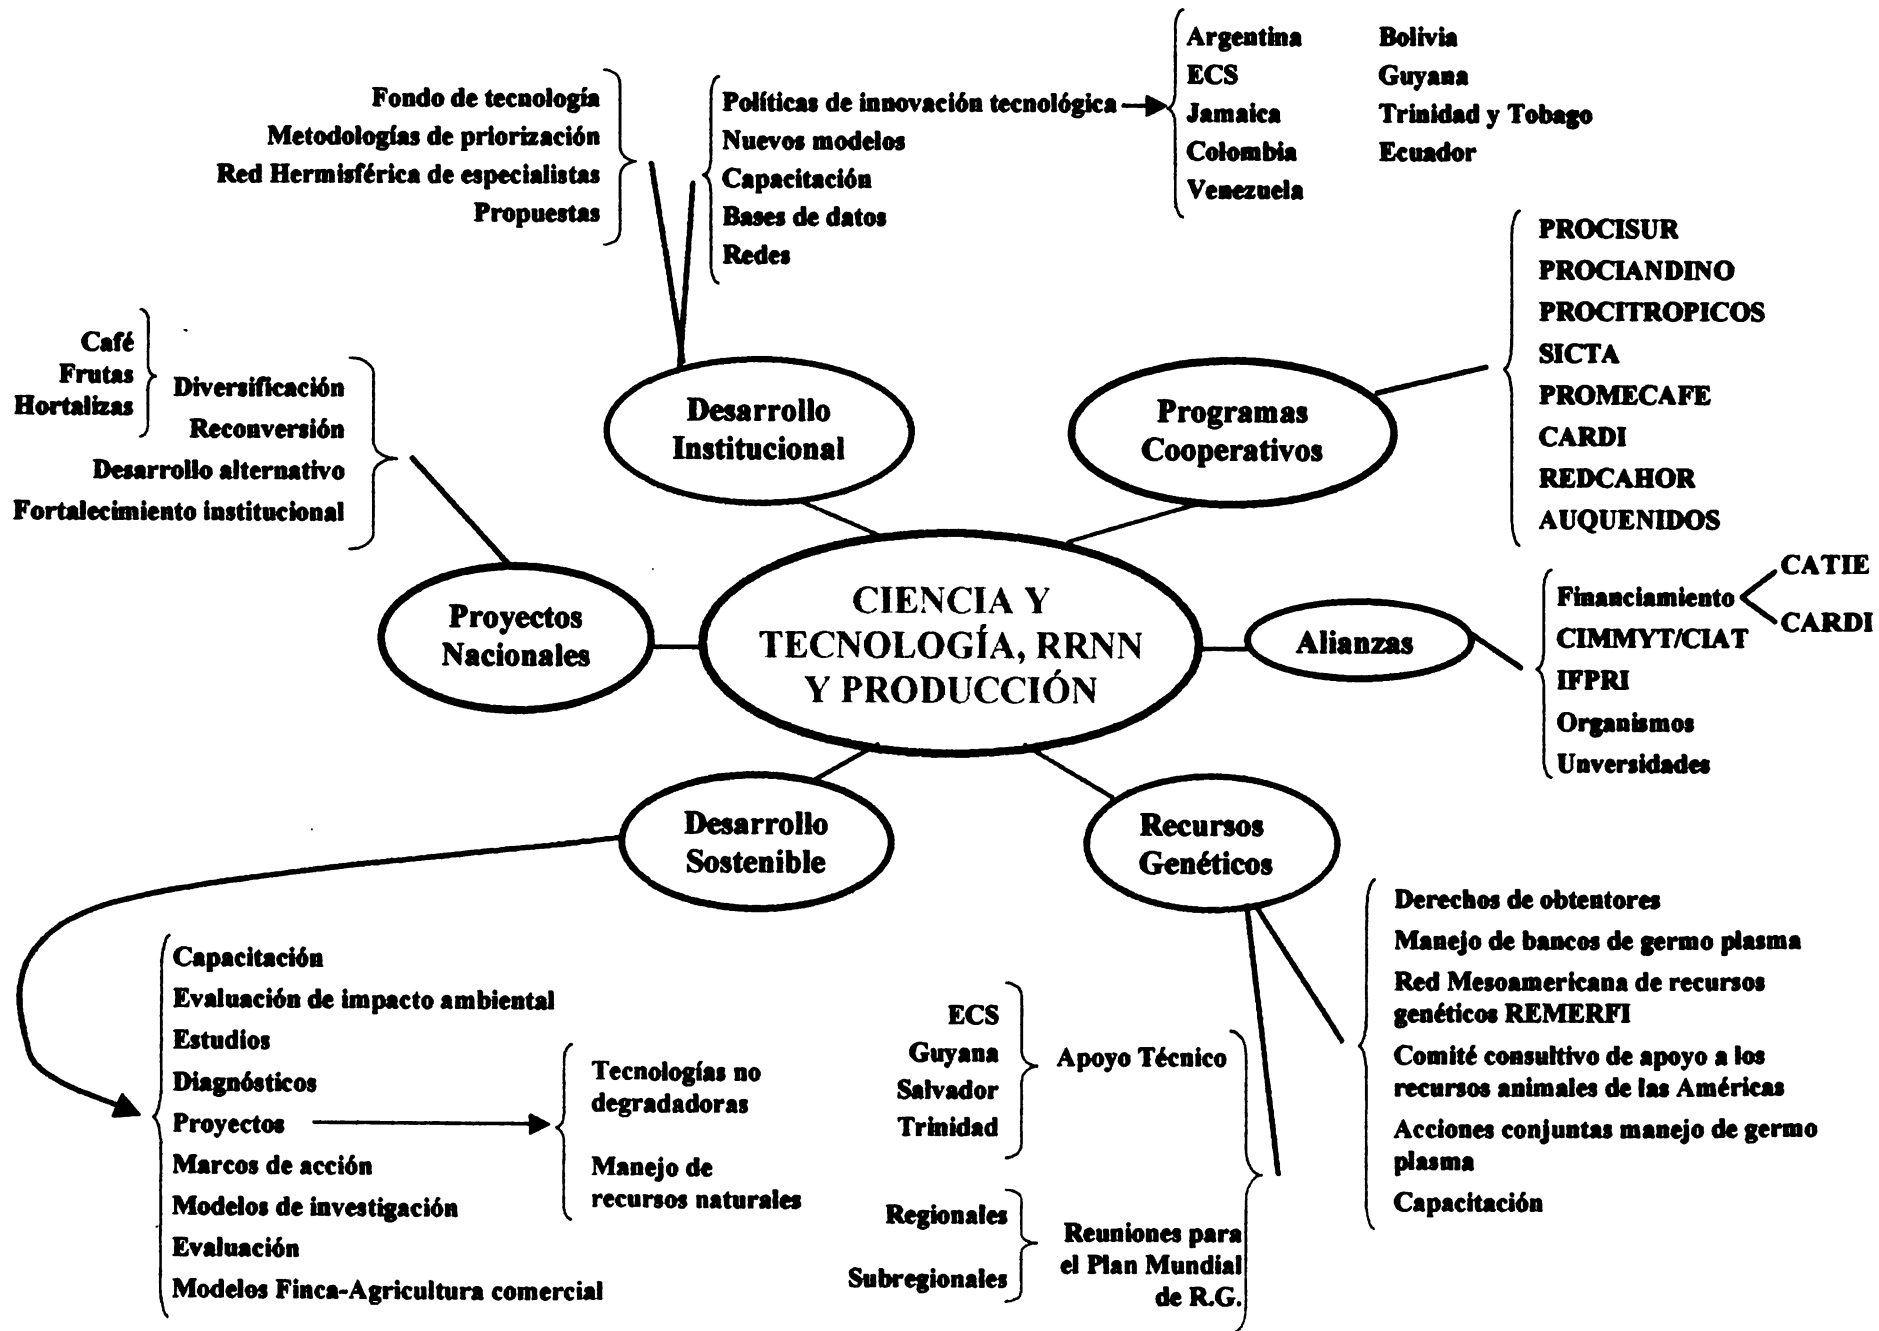 Argentina
ECS
Jamaica
Colombia
Venezuela
Bolivia
Guyana
Trinidad y Tobago
Ecuador
Fondo de tecnología
Metodologías de priorización
Red Hermisférica de especialistas
Propuestas
Políticas de innovación tecnológica
Nuevos modelos
Capacitación
Bases de datos
Redes
PROCISUR
PROCIANDINO
PROCITROPICOS
SICTA
PROMECAFE
CARDI
REDCAHOR
AUQUENIDOS
Café
Frutas
Hortalizas
Diversificación
Reconversión
Desarrollo alternativo
Fortalecimiento institucional
Desarrollo
Institucional
Programas
Cooperativos
Proyectos
Nacionales
CIENCIA Y
TECNOLOGÍA, RRNN
Y PRODUCCIÓN
Alianzas
Financiamiento
CIMMYT/CIAT
IFPRI
Organismos
Unversidades
CATIE
CARDI
Desarrollo
Sostenible
Recursos
Genéticos
Capacitación
Evaluación de impacto ambiental
Estudios
Diagnósticos
Proyectos
Marcos de acción
Modelos de investigación
Evaluación
Modelos Finca-Agricultura comercial
Tecnologías no
degradadoras
Manejo de
recursos naturales
ECS
Guyana
Salvador
Trinidad
Apoyo Técnico
Regionales
Subregionales
Reuniones para
el Plan Mundial
de R.G.
Derechos de obtentores
Manejo de bancos de germo plasma
Red Mesoamericana de recursos
genéticos REMERFI
Comité consultivo de apoyo a los
recursos animales de las Américas
Acciones conjuntas manejo de germo
plasma
Capacitación